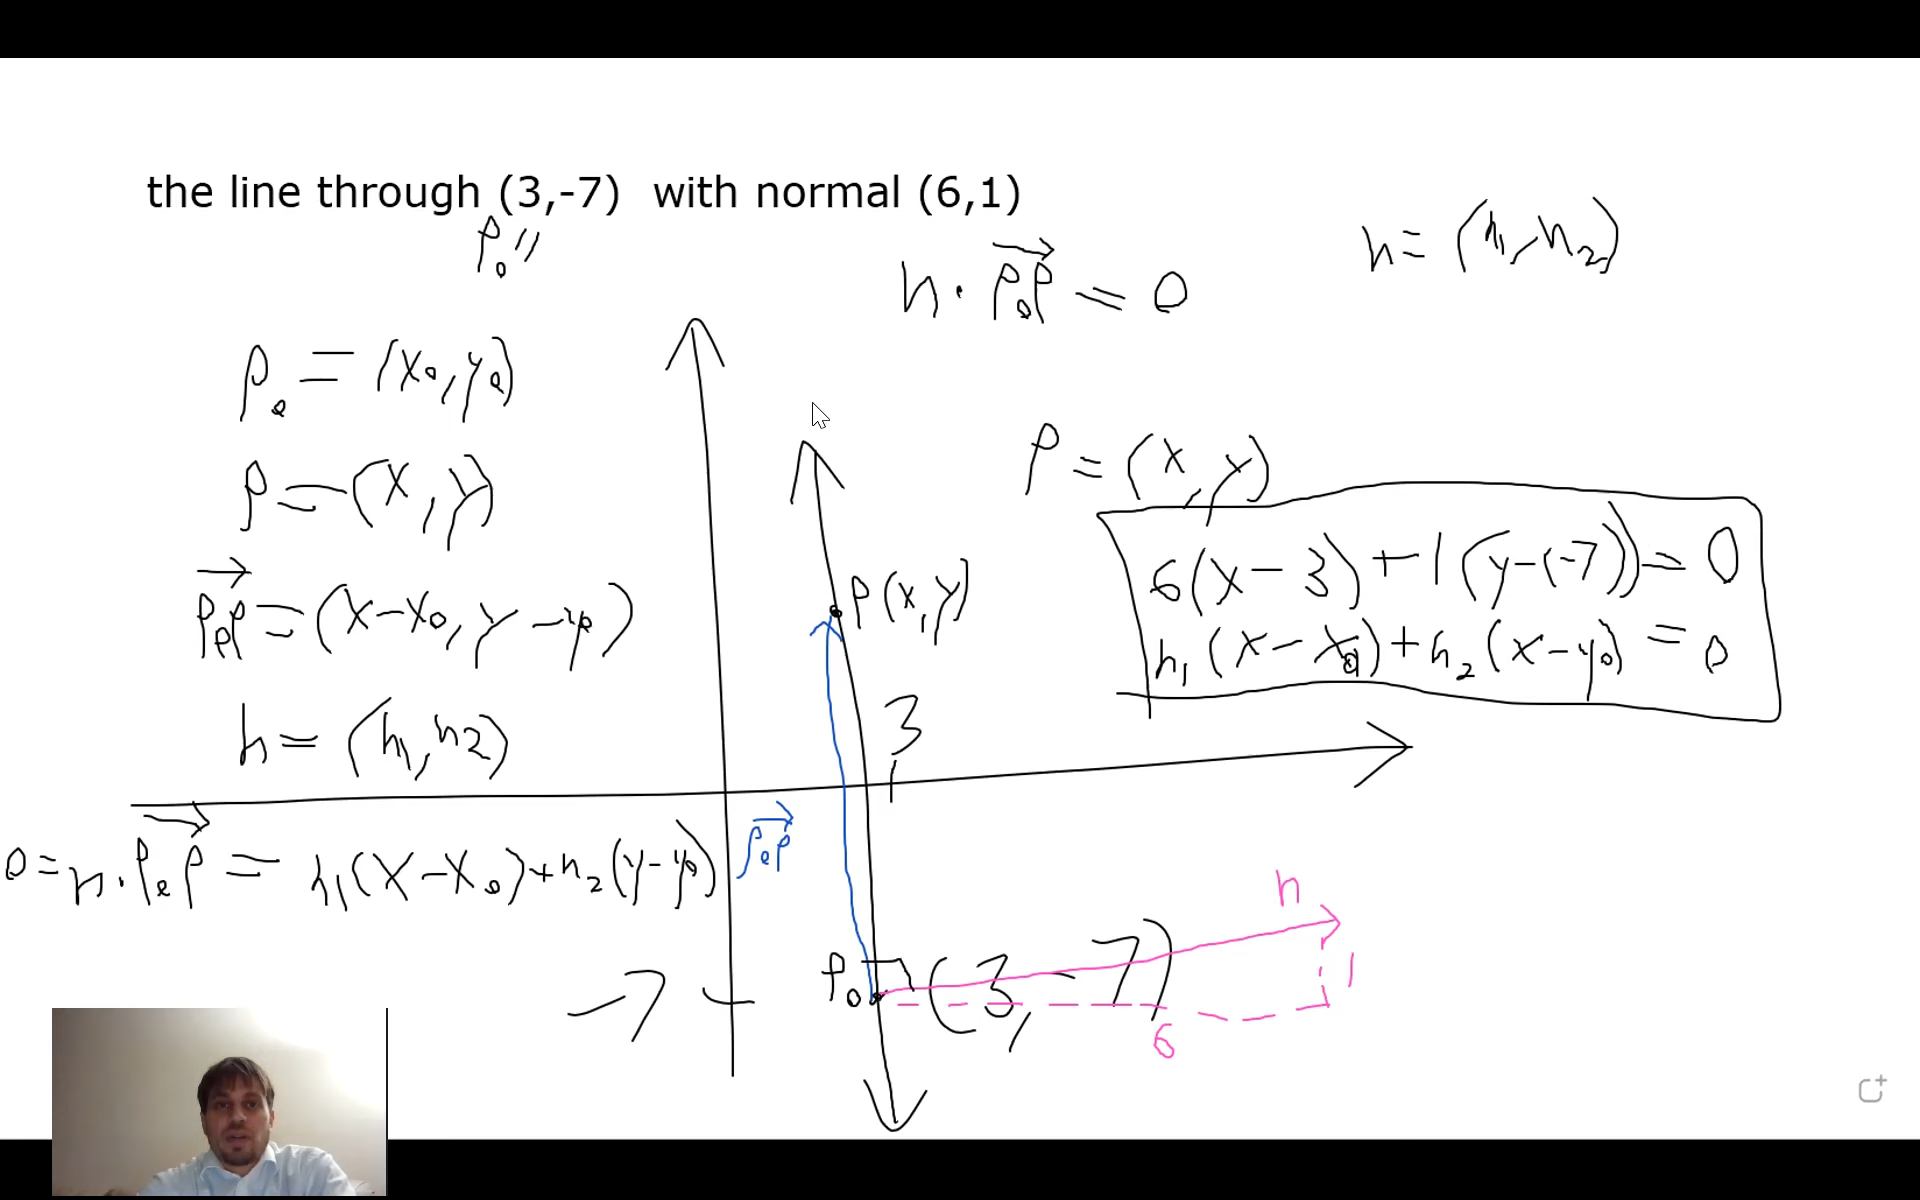 the line through (3,-7) with normal (6,1)
P₀"
n · P₀P⃗ = 0
n = (n₁, n₂)
P₀ = (x₀, y₀)
P = (x, y)
P₀P⃗ = (x-x₀, y-y₀)
n = (n₁, n2)
0 = n · P₀P⃗ = n₁(x-x₀) + n₂(y-y₀)
P = (x, y)
6(x-3) + 1(y-(-7)) = 0
n₁(x-x₀) + n₂(x-y₀) = 0
P(x, y)
3
P₀P⃗
n
-7
P₀ (3, -7)
1
6